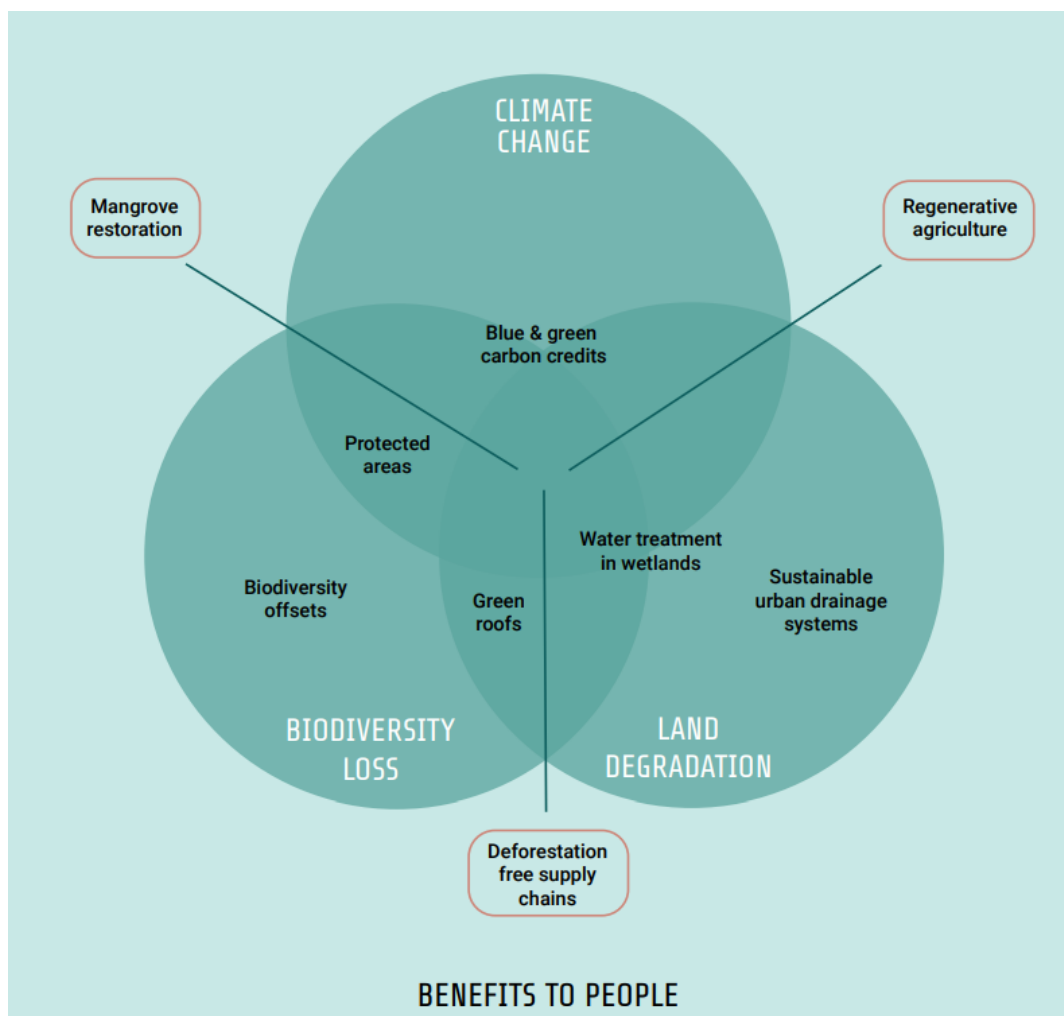 CLIMATE
CHANGE
Mangrove
restoration
Regenerative
agriculture
Blue & green
carbon credits
Protected
areas
Water treatment
in wetlands
Biodiversity
offsets
Green
roofs
Sustainable
urban drainage
systems
BIODIVERSITY
LOSS
LAND
DEGRADATION
Deforestation
free supply
chains
BENEFITS TO PEOPLE